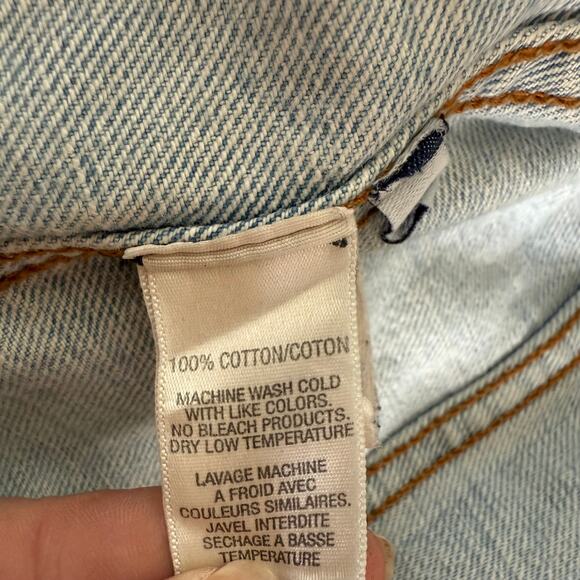 100% COTTON/COTON
MACHINE WASH COLD
WITH LIKE COLORS.
NO BLEACH PRODUCTS.
DRY LOW TEMPERATURE
LAVAGE MACHINE
A FROID AVEC
COULEURS SIMILAIRES.
JAVEL INTERDITE
SECHAGE A BASSE
TEMPERATURE